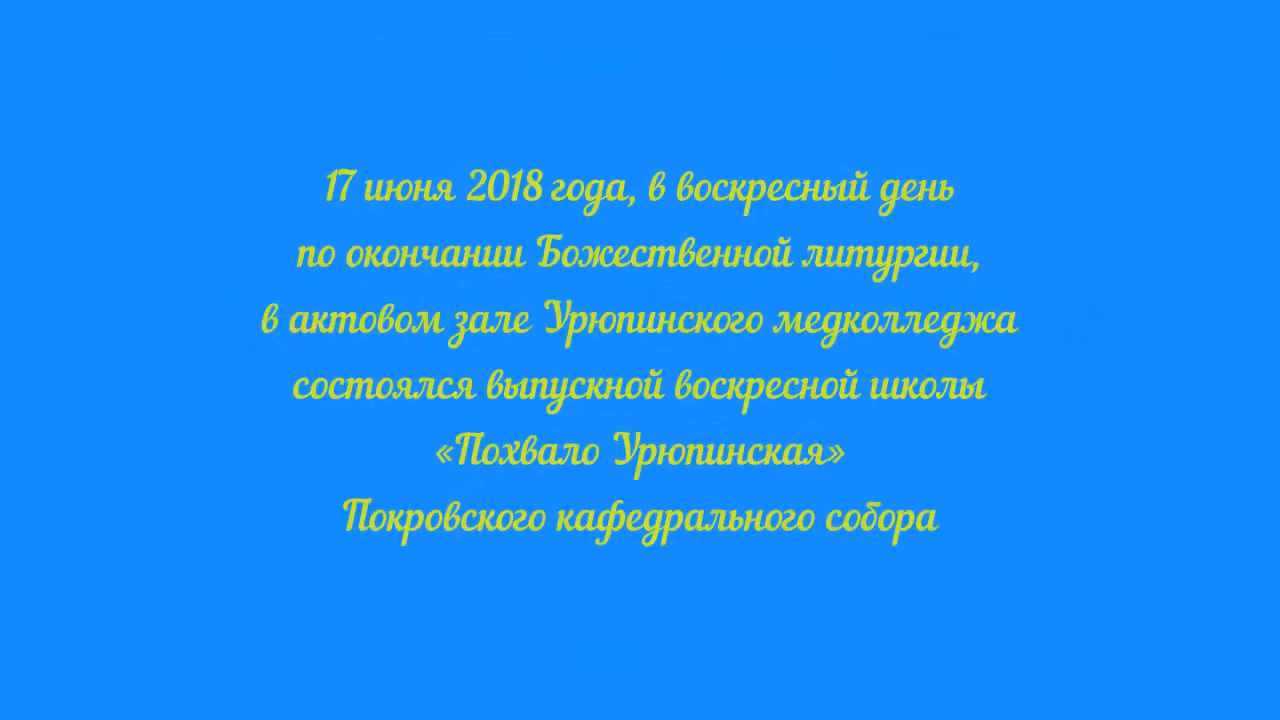 17 июня 2018 года, в воскресный день
по окончании Божественной литургии,
в актовом зале Урюпинского медколледжа
состоялся выпускной воскресной школы
«Похвало Урюпинская»
Покровского кафедрального собора